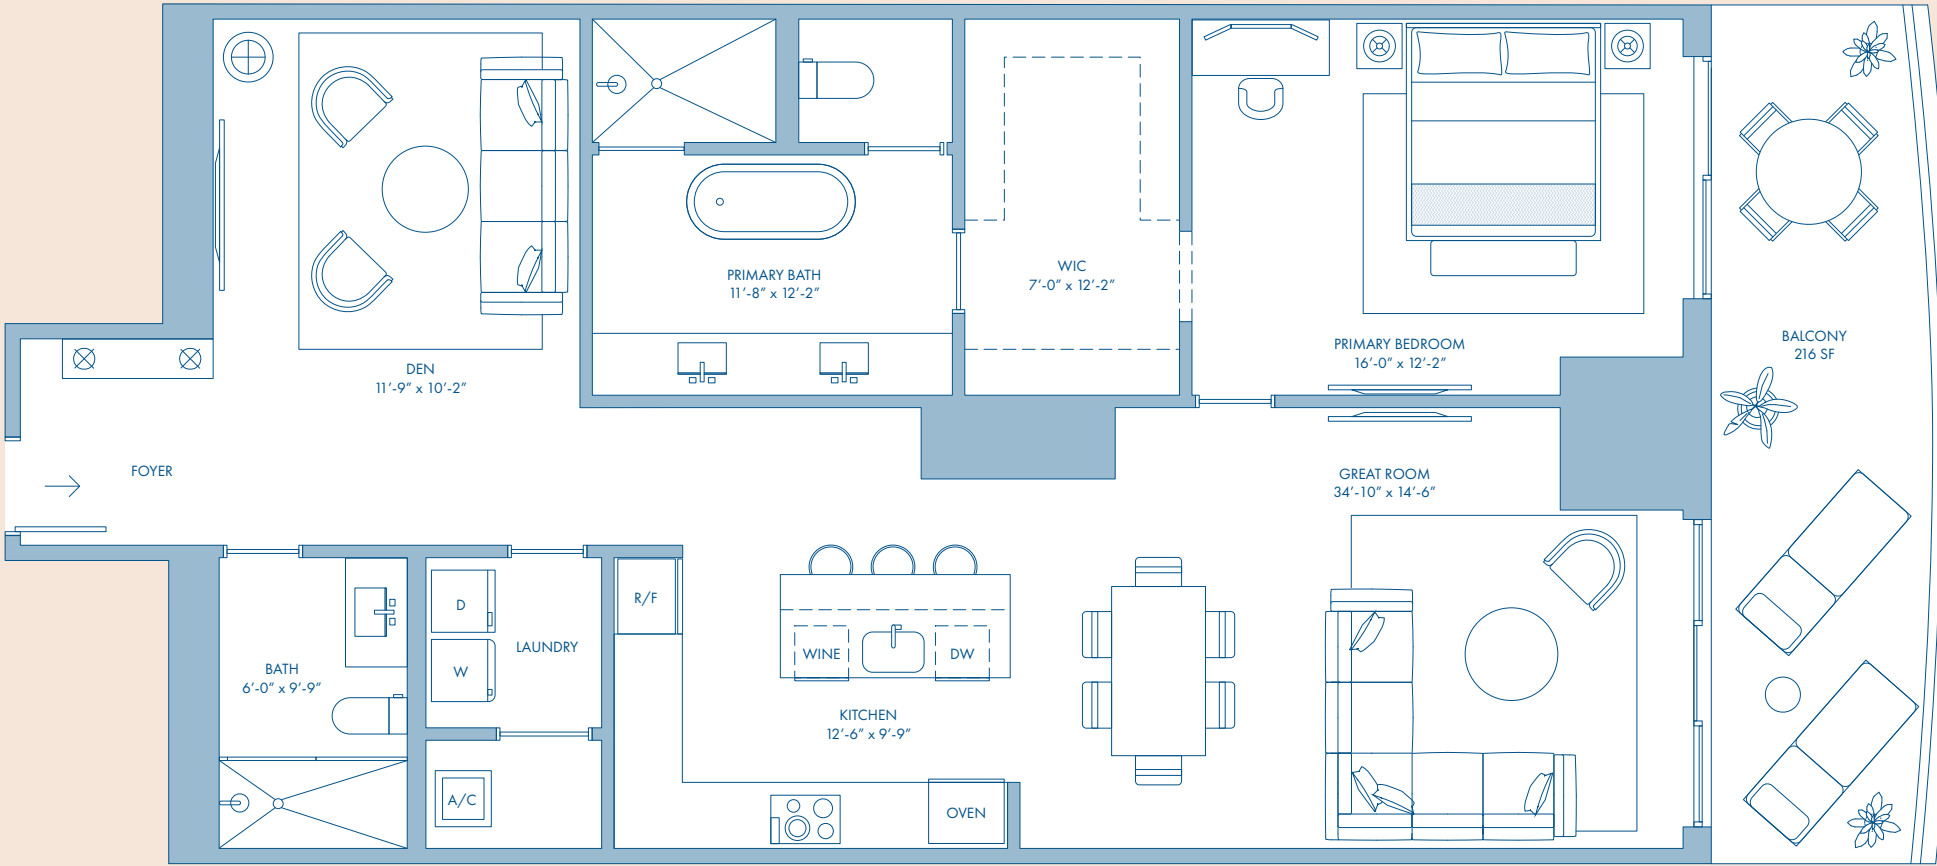 PRIMARY BATH
11'-8" x 12'-2"
WIC
7'-0" x 12'-2"
PRIMARY BEDROOM
16'-0" x 12'-2"
BALCONY
216 SF
DEN
11'-9" x 10'-2"
FOYER
GREAT ROOM
34'-10" x 14'-6"
D
W
LAUNDRY
R/F
WINE
DW
BATH
6'-0" x 9'-9"
KITCHEN
12'-6" x 9'-9"
A/C
OVEN